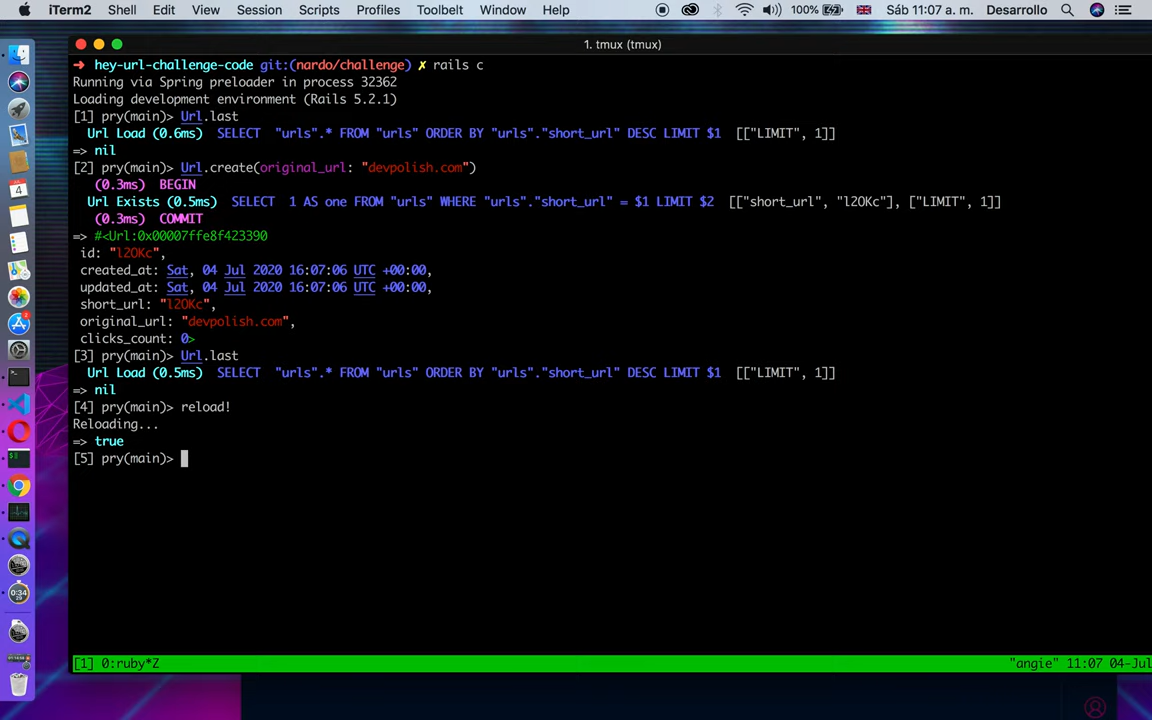 iTerm2 Shell Edit View Session Scripts Profiles Toolbelt Window Help 100% Sáb 11:07 a. m. Desarrollo
1. tmux (tmux)
➜ hey-url-challenge-code git:(nardo/challenge) ✗ rails c
Running via Spring preloader in process 32362
Loading development environment (Rails 5.2.1)
[1] pry(main)> Url.last
Url Load (0.6ms) SELECT "urls".* FROM "urls" ORDER BY "urls"."short_url" DESC LIMIT $1 [["LIMIT", 1]]
=> nil
[2] pry(main)> Url.create(original_url: "devpolish.com")
(0.3ms) BEGIN
Url Exists (0.5ms) SELECT 1 AS one FROM "urls" WHERE "urls"."short_url" = $1 LIMIT $2 [["short_url", "l2OKc"], ["LIMIT", 1]]
(0.3ms) COMMIT
=> #<Url:0x00007ffe8f423390
id: "l2OKc",
created_at: Sat, 04 Jul 2020 16:07:06 UTC +00:00,
updated_at: Sat, 04 Jul 2020 16:07:06 UTC +00:00,
short_url: "l2OKc",
original_url: "devpolish.com",
clicks_count: 0>
[3] pry(main)> Url.last
Url Load (0.5ms) SELECT "urls".* FROM "urls" ORDER BY "urls"."short_url" DESC LIMIT $1 [["LIMIT", 1]]
=> nil
[4] pry(main)> reload!
Reloading...
=> true
[5] pry(main)>
[1] 0:ruby*Z "angie" 11:07 04-Jul